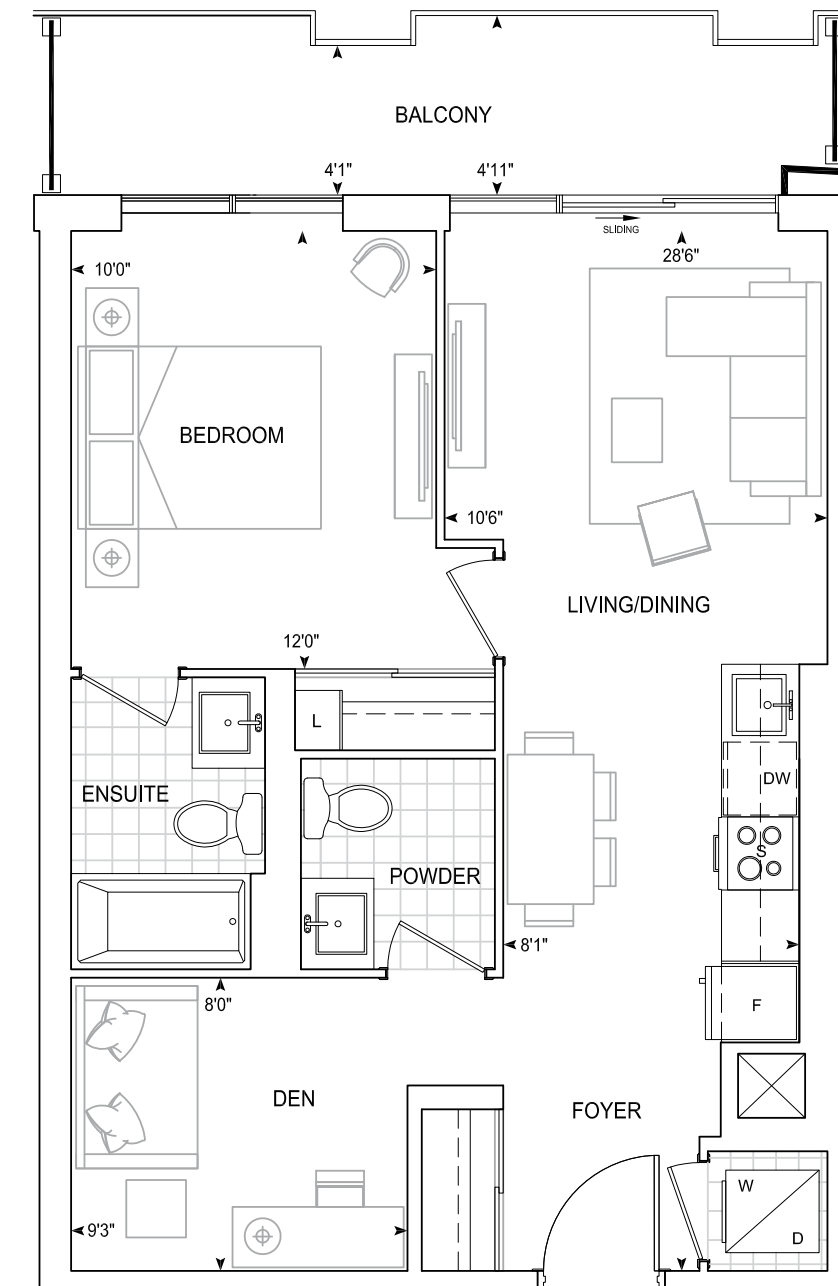 BALCONY
4'1"
4'11"
SLIDING
10'0"
28'6"
BEDROOM
10'6"
LIVING/DINING
12'0"
L
ENSUITE
DW
S
POWDER
8'1"
8'0"
F
DEN
FOYER
W
9'3"
D